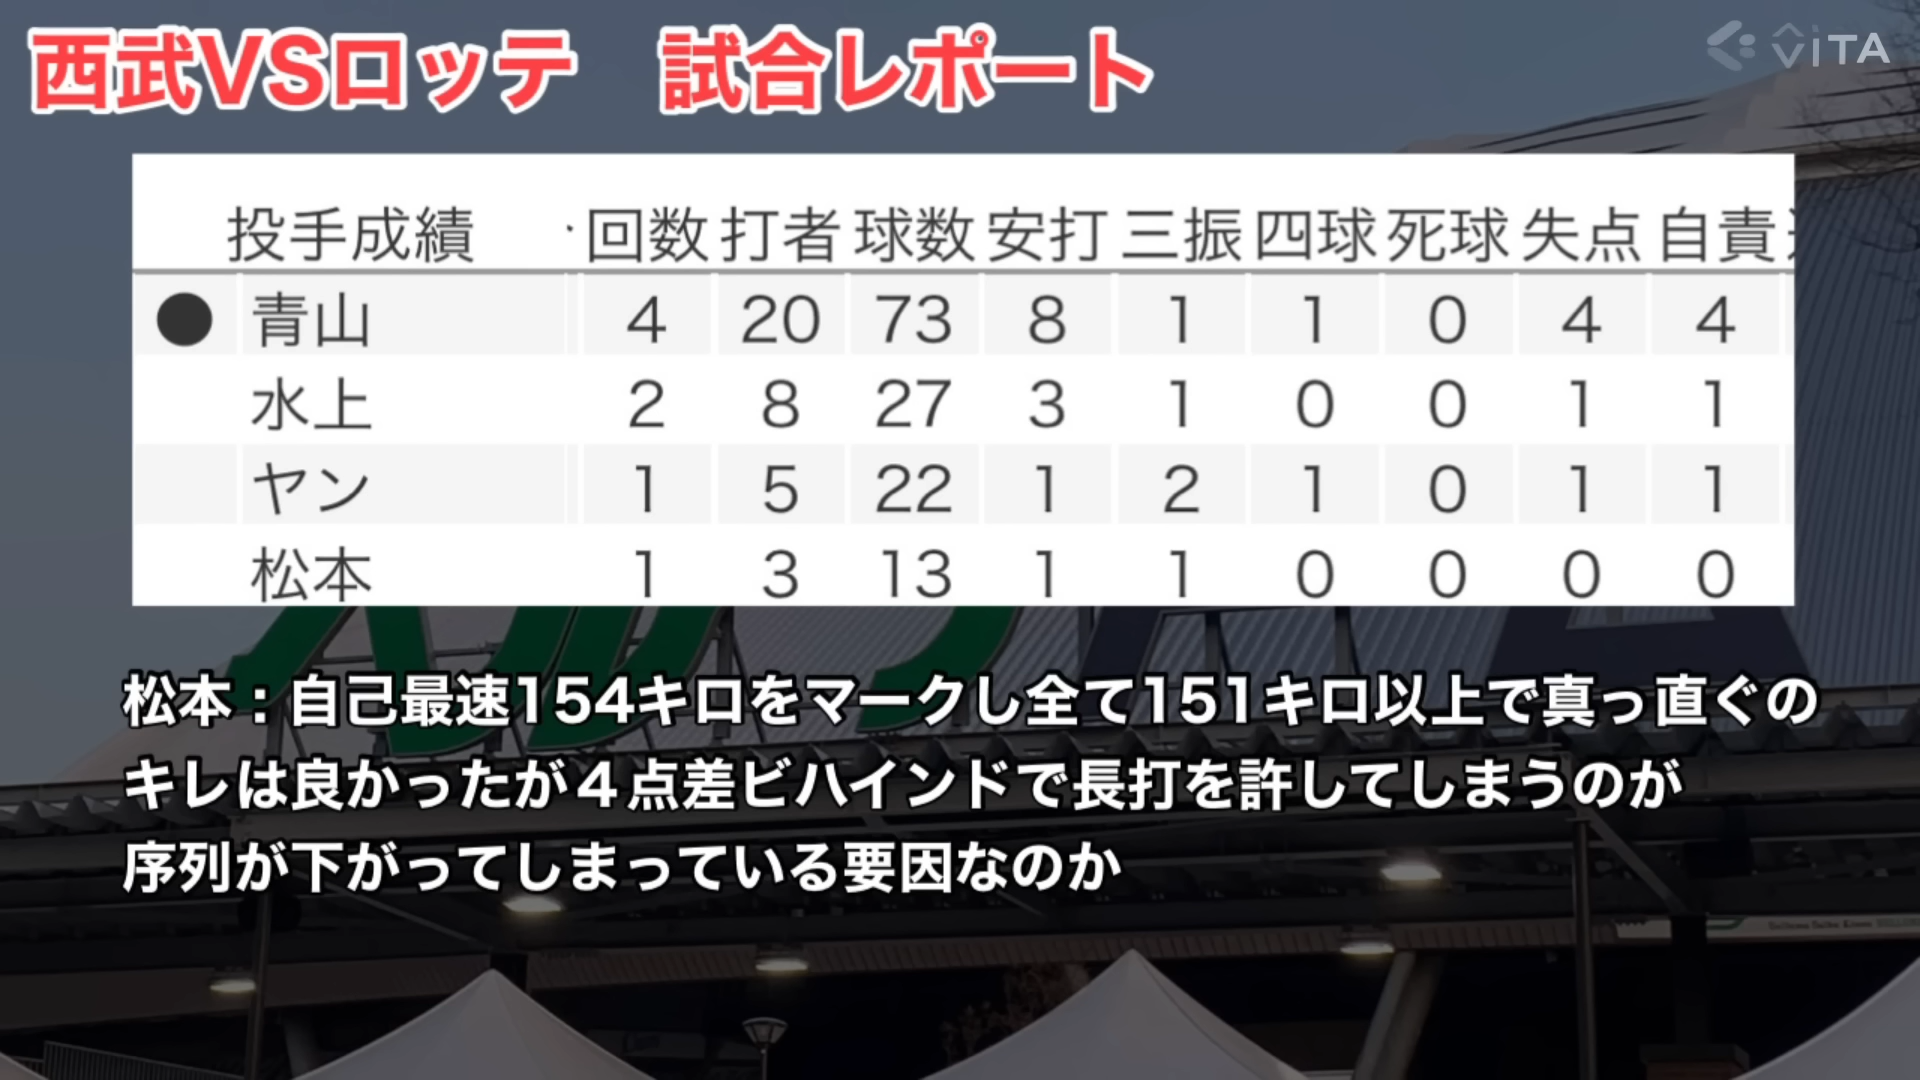 西武VSロッテ　試合レポート
ViTA
投手成績 回数 打者 球数 安打 三振 四球 死球 失点 自責
● 青山 4 20 73 8 1 1 0 4 4
水上 2 8 27 3 1 0 0 1 1
ヤン 1 5 22 1 2 1 0 1 1
松本 1 3 13 1 1 0 0 0 0
松本：自己最速154キロをマークし全て151キロ以上で真っ直ぐの
キレは良かったが４点差ビハインドで長打を許してしまうのが
序列が下がってしまっている要因なのか